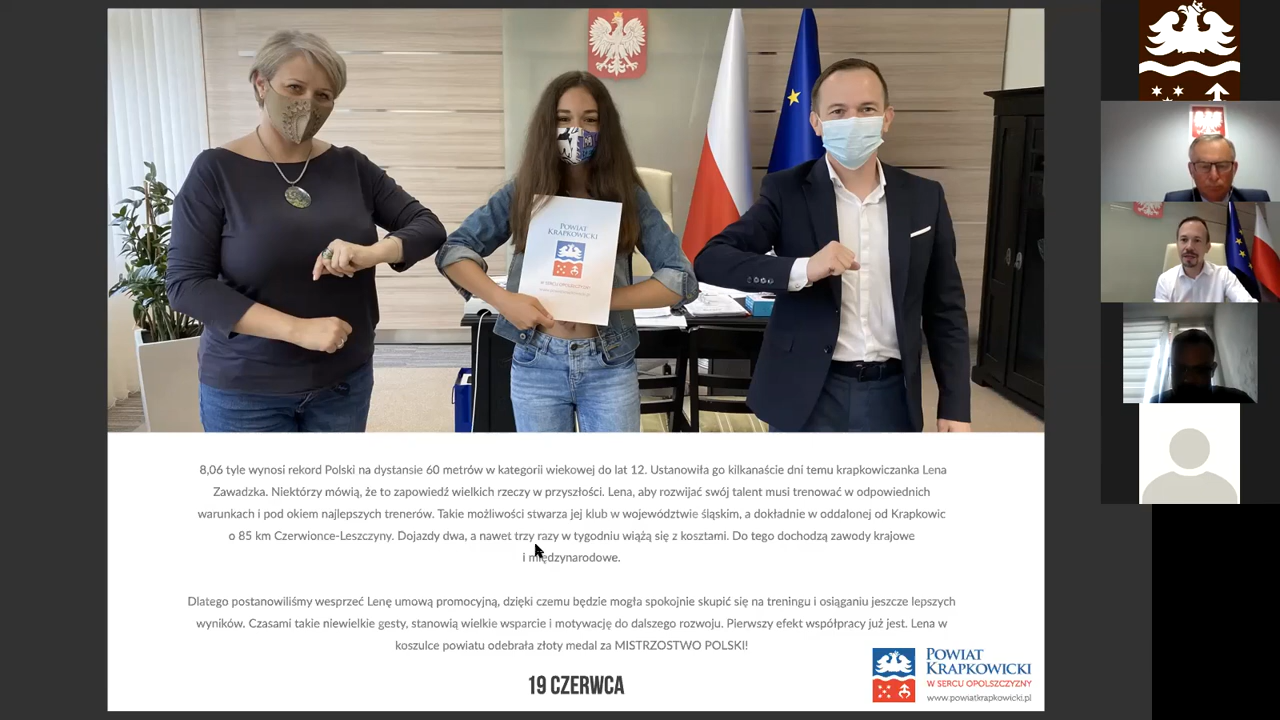 POWIAT
KRAPKOWICKI
W SERCU OPOLSZCZYZNY
8,06 tyle wynosi rekord Polski na dystansie 60 metrów w kategorii wiekowej do lat 12. Ustanowiła go kilkanaście dni temu krapkowiczanka Lena
Zawadzka. Niektórzy mówią, że to zapowiedź wielkich rzeczy w przyszłości. Lena, aby rozwijać swój talent musi trenować w odpowiednich
warunkach i pod okiem najlepszych trenerów. Takie możliwości stwarza jej klub w województwie śląskim, a dokładnie w oddalonej od Krapkowic
o 85 km Czerwionce-Leszczyny. Dojazdy dwa, a nawet trzy razy w tygodniu wiążą się z kosztami. Do tego dochodzą zawody krajowe
i międzynarodowe.
Dlatego postanowiliśmy wesprzeć Lenę umową promocyjną, dzięki czemu będzie mogła spokojnie skupić się na treningu i osiąganiu jeszcze lepszych
wyników. Czasami takie niewielkie gesty, stanowią wielkie wsparcie i motywację do dalszego rozwoju. Pierwszy efekt współpracy już jest. Lena w
koszulce powiatu odebrała złoty medal za MISTRZOSTWO POLSKI!
19 CZERWCA
POWIAT
KRAPKOWICKI
W SERCU OPOLSZCZYZNY
www.powiatkrapkowicki.pl